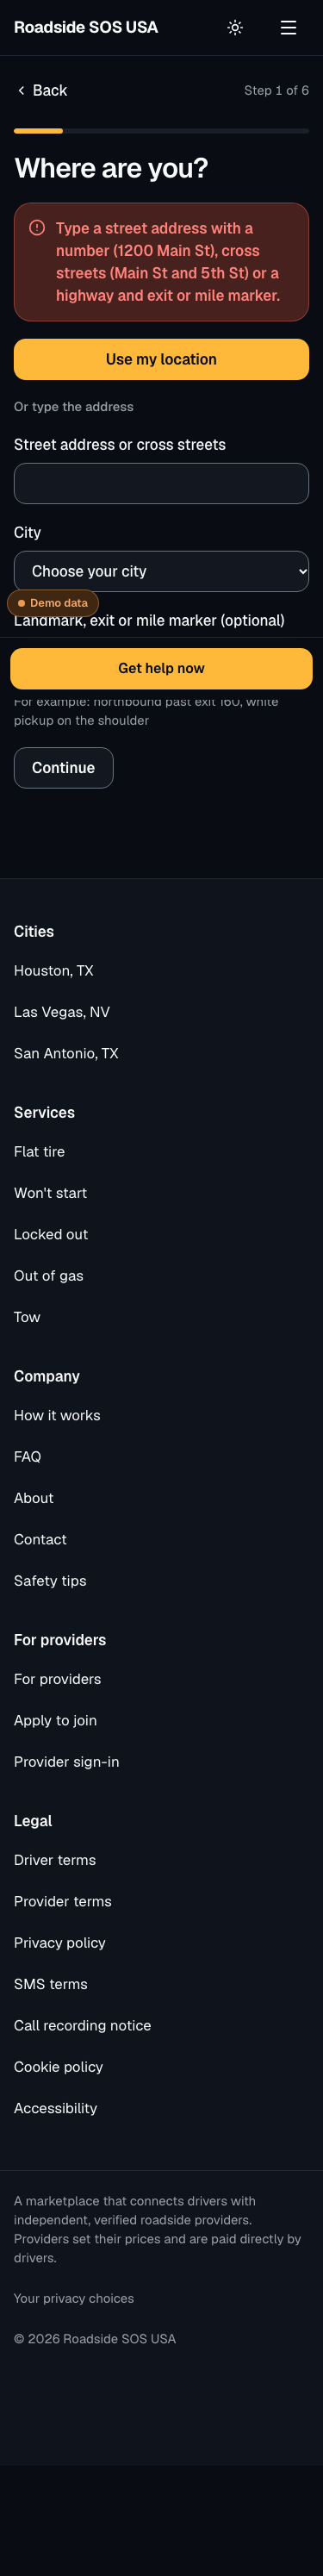 Roadside SOS USA
Back
Step 1 of 6
Where are you?
Type a street address with a
number (1200 Main St), cross
streets (Main St and 5th St) or a
highway and exit or mile marker.
Use my location
Or type the address
Street address or cross streets
City
Choose your city
Demo data
Landmark, exit or mile marker (optional)
Get help now
For example: northbound past exit 160, white
pickup on the shoulder
Continue
Cities
Houston, TX
Las Vegas, NV
San Antonio, TX
Services
Flat tire
Won't start
Locked out
Out of gas
Tow
Company
How it works
FAQ
About
Contact
Safety tips
For providers
For providers
Apply to join
Provider sign-in
Legal
Driver terms
Provider terms
Privacy policy
SMS terms
Call recording notice
Cookie policy
Accessibility
A marketplace that connects drivers with
independent, verified roadside providers.
Providers set their prices and are paid directly by
drivers.
Your privacy choices
© 2026 Roadside SOS USA